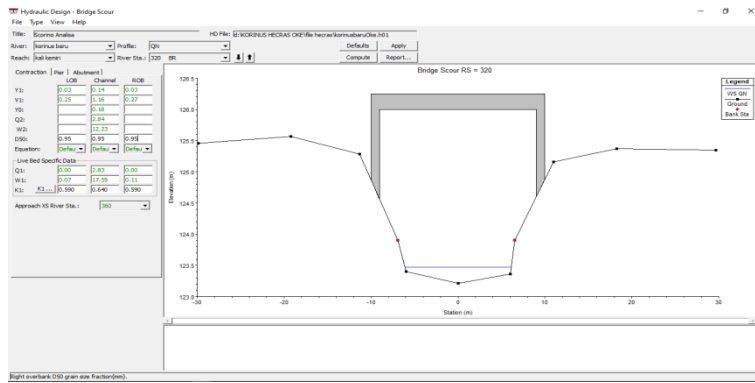 Hydraulic Design - Bridge Scour
File Type View Help
Title: Scoring Analisa HD File: d:\KORINUS HECRAS OKE\file hecras\korinusbaruOke.h01
River: korinus baru Profile: QN Defaults Apply
Reach: kali kemiri River Sta.: 320 BR Compute Report...
Contraction Pier Abutment
LOB Channel ROB
Y1: 0.03 0.14 0.03
V1: 0.25 1.16 0.27
Y0: 0.18
Q2: 2.84
W2: 12.23
D50: 0.95 0.95 0.95
Equation: Defau Defau Defau
Live Bed Specific Data
Q1: 0.00 2.83 0.00
W1: 0.07 17.59 0.11
K1: K1 ... 0.590 0.640 0.590
Approach XS River Sta.: 360
Bridge Scour RS = 320
Legend
WS QN
Ground
Bank Sta
Elevation (m)
126.5
126.0
125.5
125.0
124.5
124.0
123.5
123.0
-30 -20 -10 0 10 20 30
Station (m)
Right overbank D50 grain size fraction(mm).